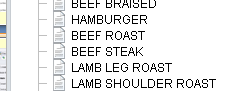 BEEF BRAISED
HAMBURGER
BEEF ROAST
BEEF STEAK
LAMB LEG ROAST
LAMB SHOULDER ROAST